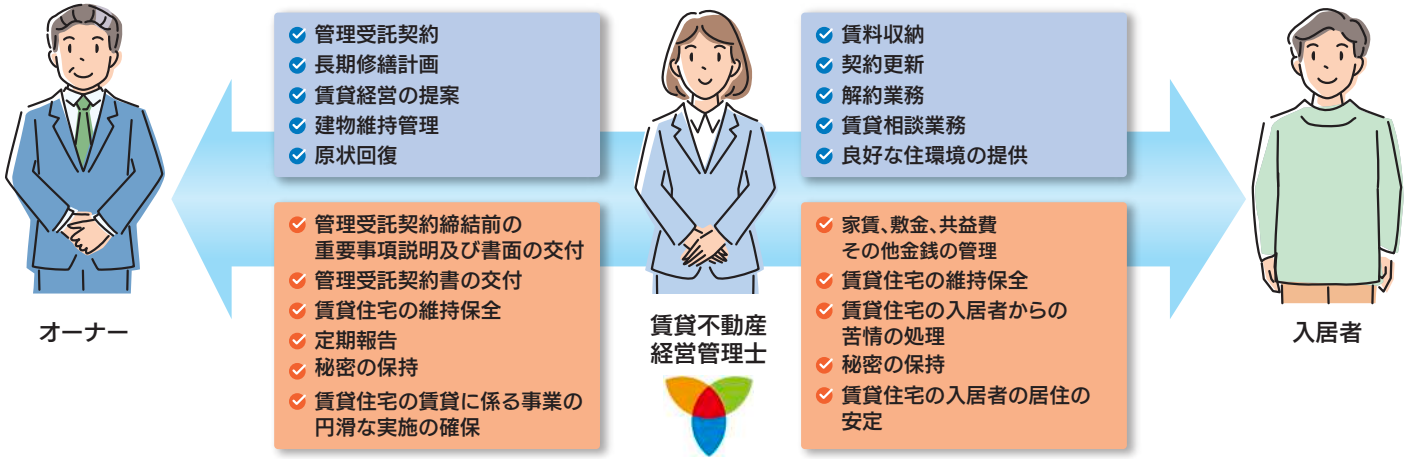 管理受託契約
長期修繕計画
賃貸経営の提案
建物維持管理
原状回復
管理受託契約締結前の
重要事項説明及び書面の交付
管理受託契約書の交付
賃貸住宅の維持保全
定期報告
秘密の保持
賃貸住宅の賃貸に係る事業の
円滑な実施の確保
オーナー
賃貸不動産
経営管理士
賃料収納
契約更新
解約業務
賃貸相談業務
良好な住環境の提供
家賃、敷金、共益費
その他金銭の管理
賃貸住宅の維持保全
賃貸住宅の入居者からの
苦情の処理
秘密の保持
賃貸住宅の入居者の居住の
安定
入居者